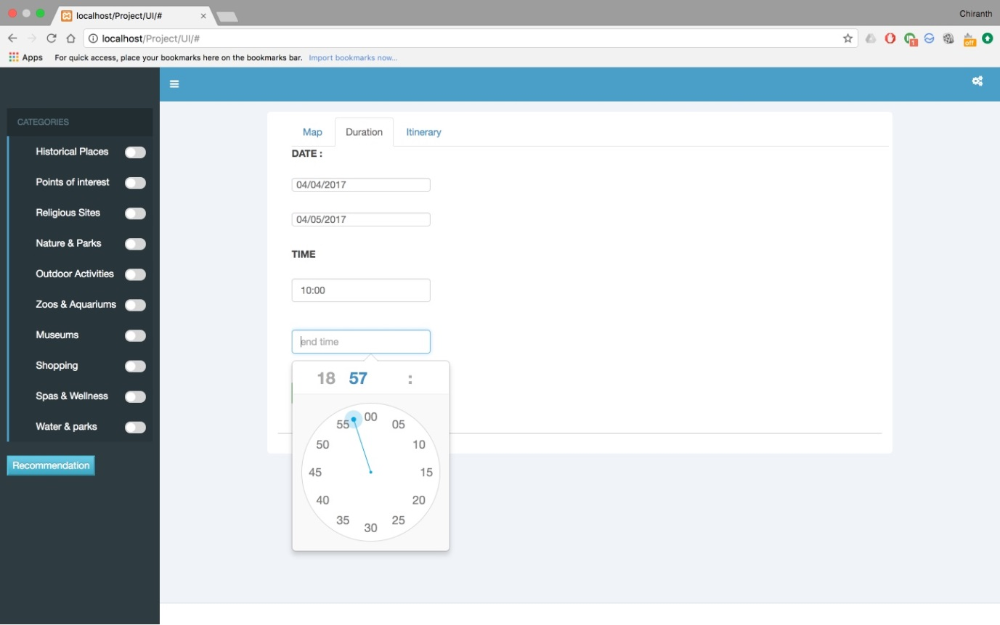 localhost/Project/UI/#
Chiranth
localhost/Project/UI/#
1
off
Apps For quick access, place your bookmarks here on the bookmarks bar. Import bookmarks now...
CATEGORIES
Historical Places
Points of interest
Religious Sites
Nature & Parks
Outdoor Activities
Zoos & Aquariums
Museums
Shopping
Spas & Wellness
Water & parks
Recommendation
Map Duration Itinerary
DATE :
04/04/2017
04/05/2017
TIME
10:00
end time
18 57 :
00
05
10
15
20
25
30
35
40
45
50
55